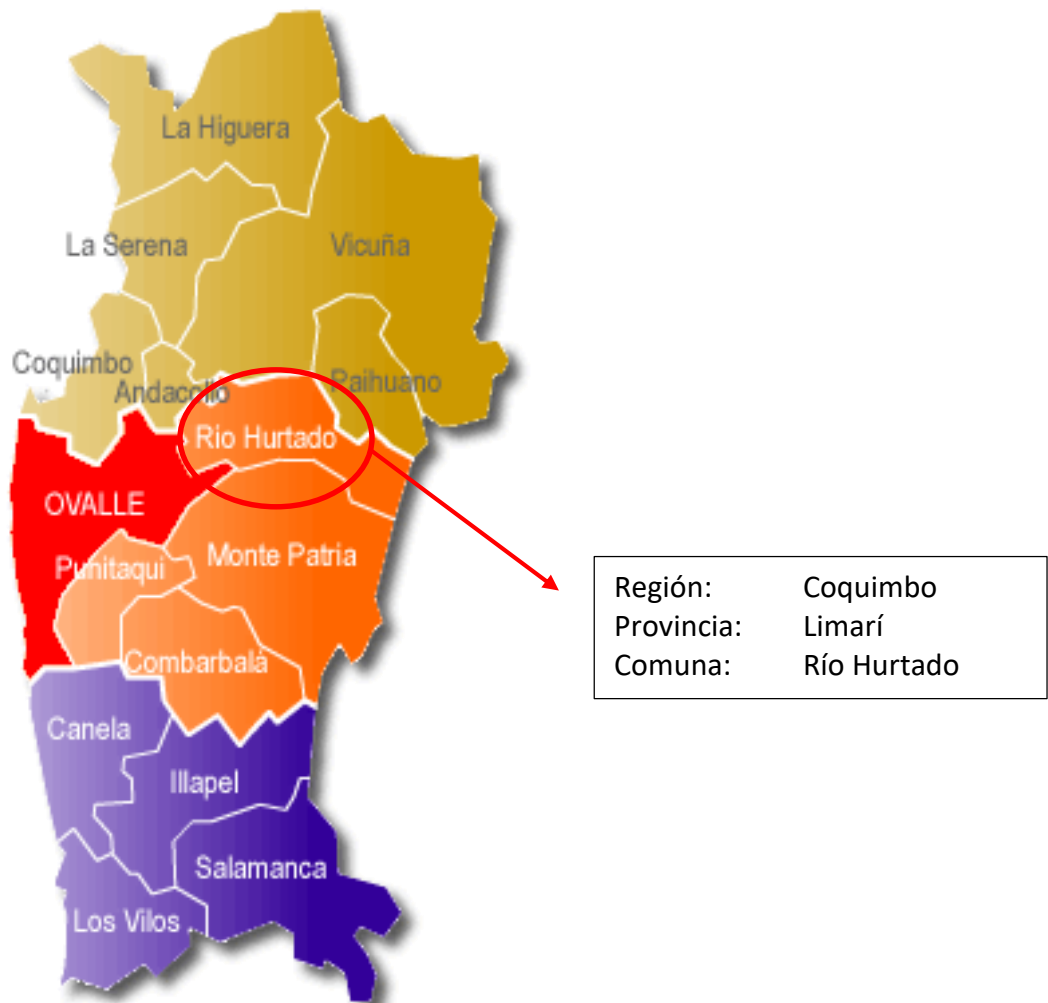 La Higuera
La Serena
Vicuña
Coquimbo
Andacollo
Paihuano
Río Hurtado
OVALLE
Punitaqui
Monte Patria
Combarbalá
Canela
Illapel
Salamanca
Los Vilos
Región: Coquimbo
Provincia: Limarí
Comuna: Río Hurtado